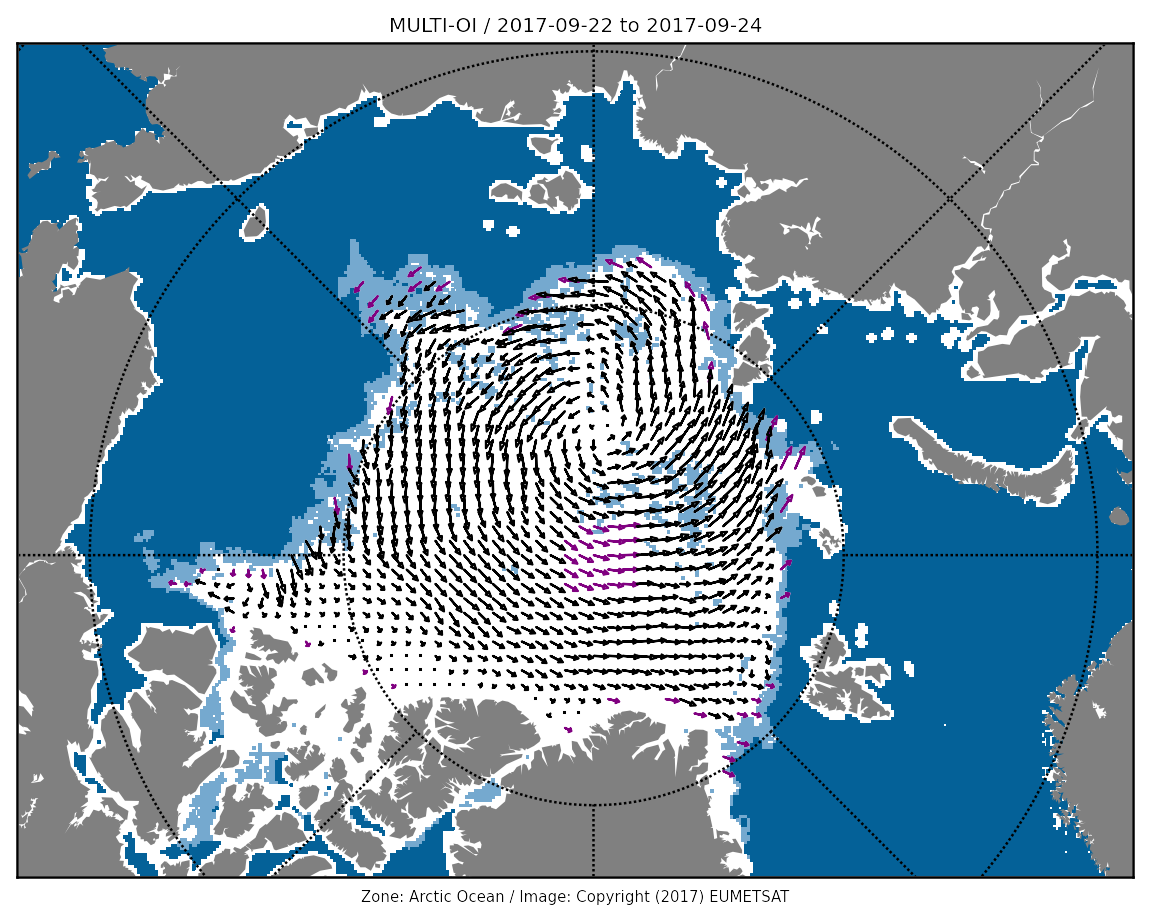 MULTI-OI / 2017-09-22 to 2017-09-24
Zone: Arctic Ocean / Image: Copyright (2017) EUMETSAT